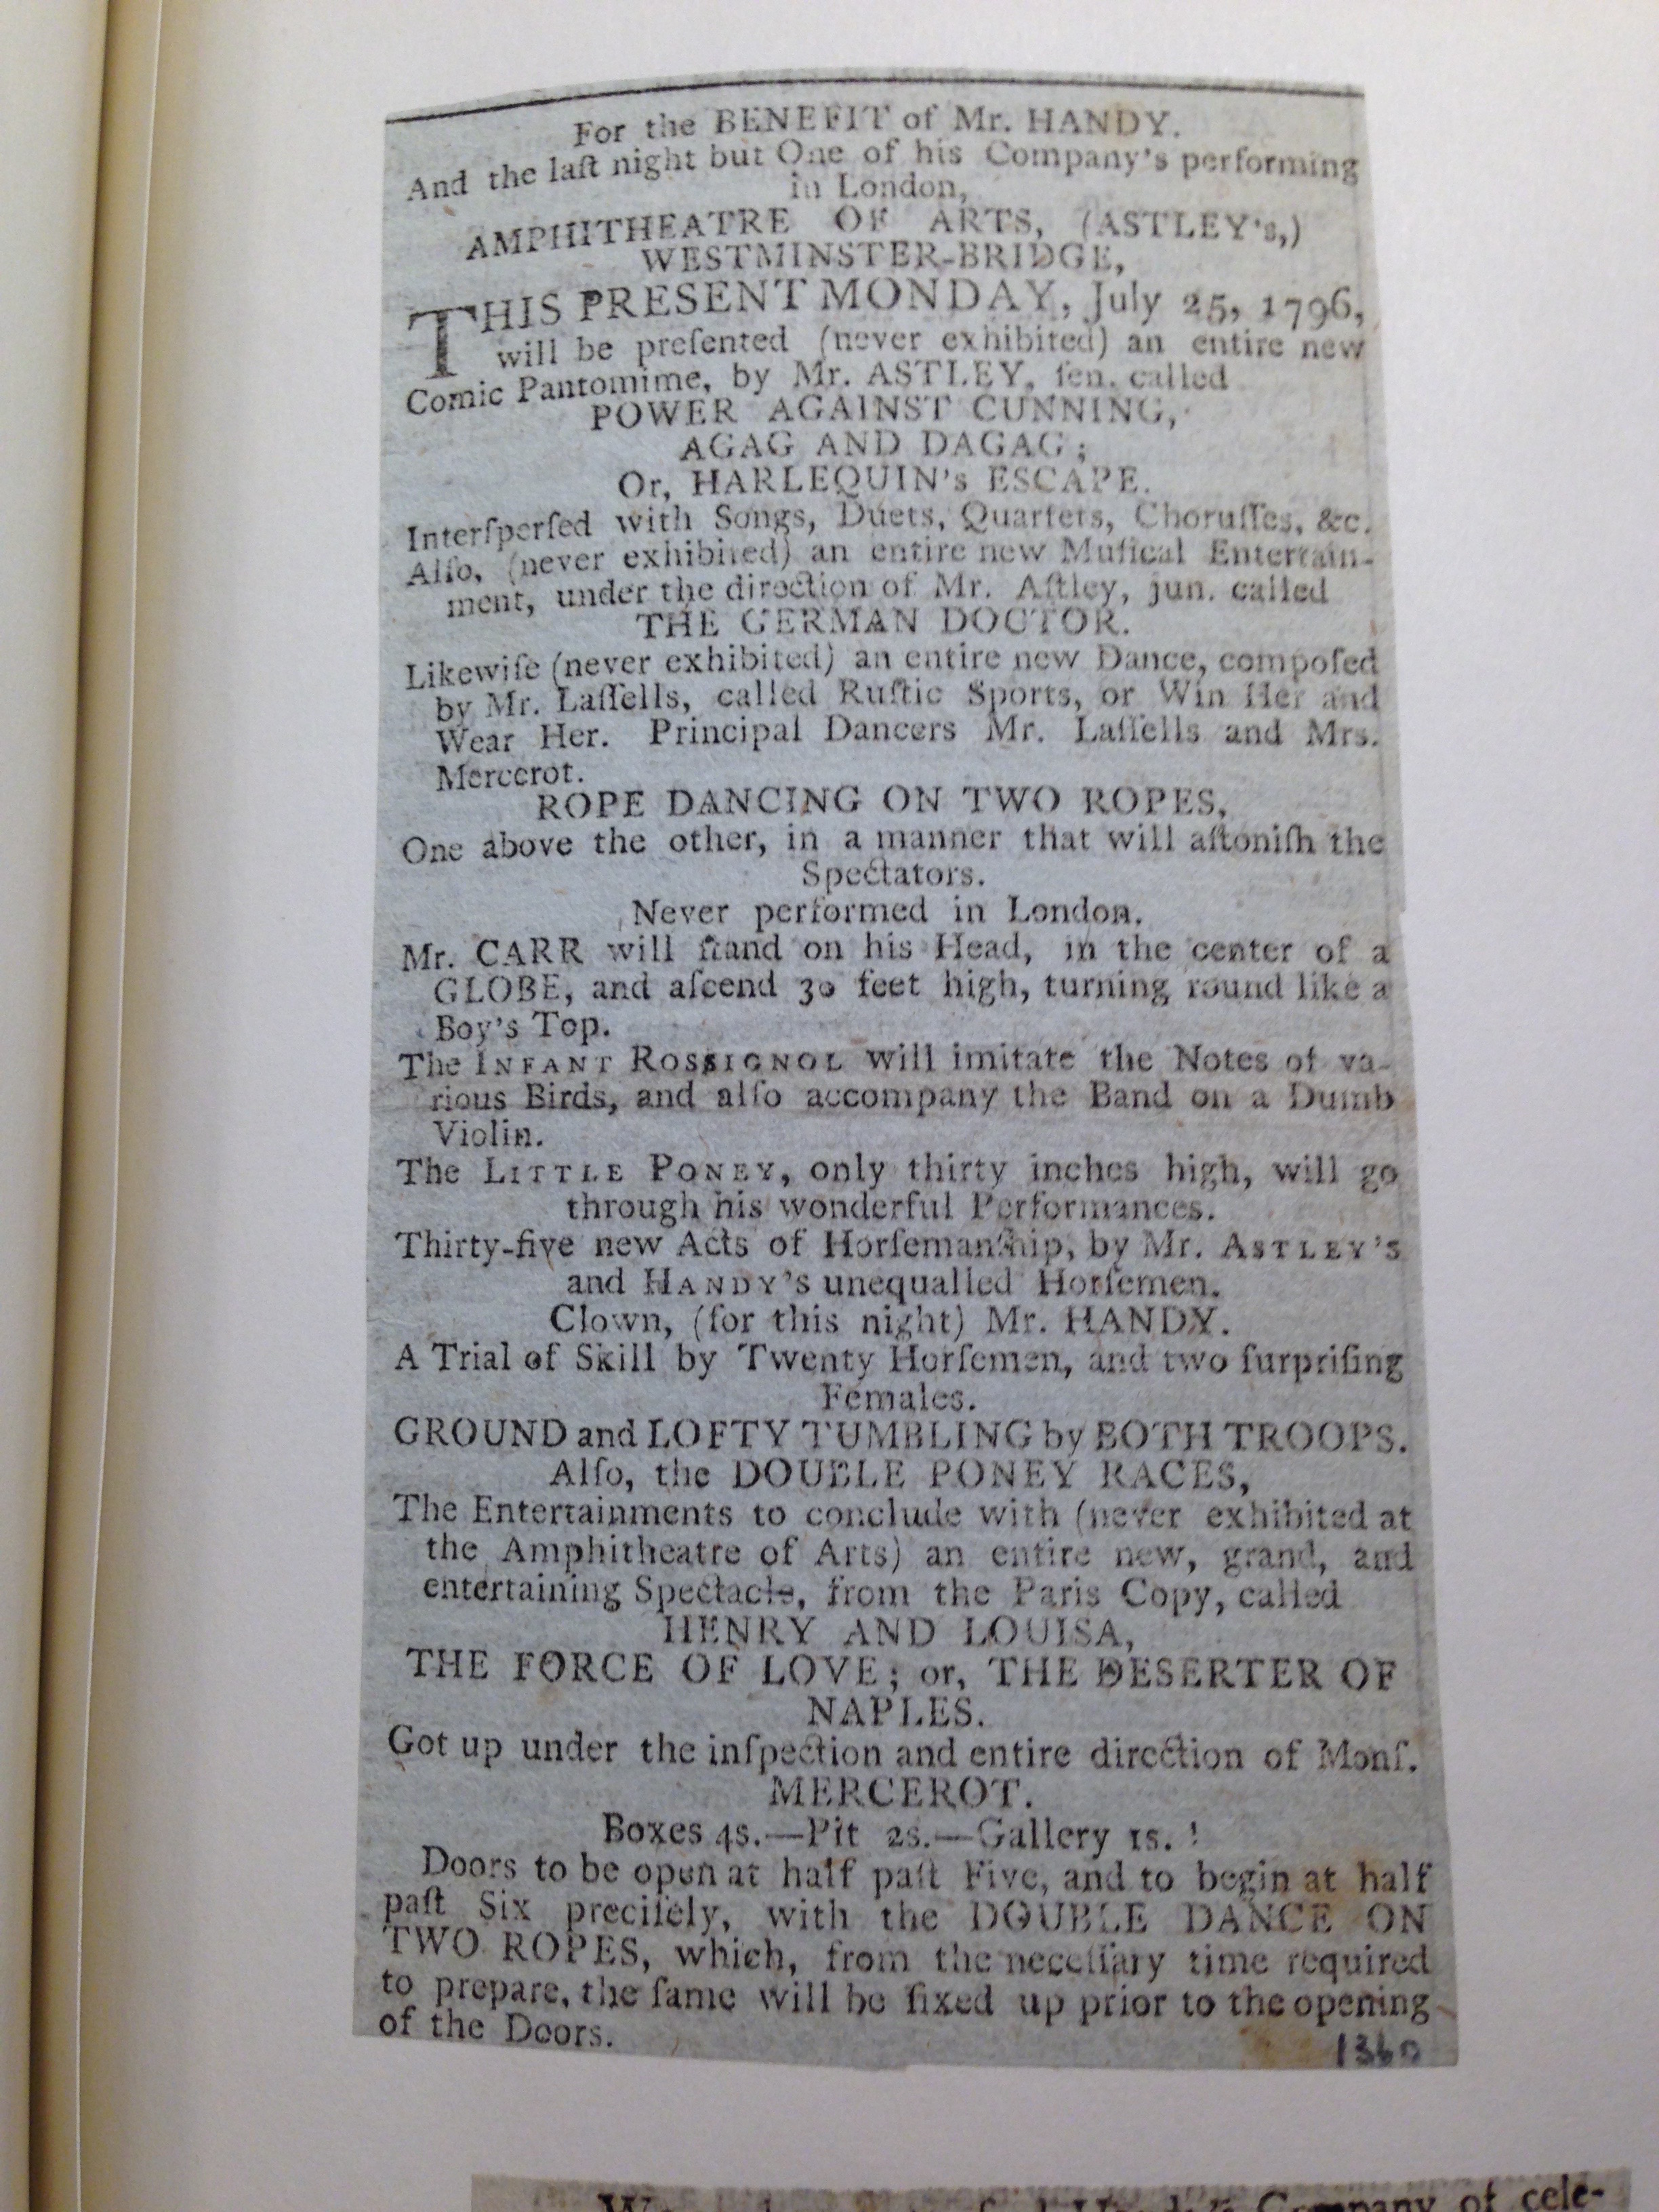 For the BENEFIT of Mr. HANDY.
And the laſt night but One of his Company's performing
in London,
AMPHITHEATRE OF ARTS, (ASTLEY's,)
WESTMINSTER-BRIDGE,
THIS PRESENT MONDAY, July 25, 1796,
will be preſented (never exhibited) an entire new
Comic Pantomime, by Mr. ASTLEY, ſen. called
POWER AGAINST CUNNING,
AGAG AND DAGAG;
Or, HARLEQUIN's ESCAPE.
Interſperſed with Songs, Duets, Quartets, Choruſſes, &c.
Alſo, (never exhibited) an entire new Muſical Entertain-
ment, under the direction of Mr. Aſtley, jun. called
THE GERMAN DOCTOR.
Likewiſe (never exhibited) an entire new Dance, compoſed
by Mr. Laſſells, called Ruſtic Sports, or Win Her and
Wear Her. Principal Dancers Mr. Laſſells and Mrs.
Mercerot.
ROPE DANCING ON TWO ROPES,
One above the other, in a manner that will aſtoniſh the
Spectators.
Never performed in London.
Mr. CARR will ſtand on his Head, in the center of a
GLOBE, and aſcend 30 feet high, turning round like a
Boy's Top.
The INFANT ROSSIGNOL will imitate the Notes of va-
rious Birds, and alſo accompany the Band on a Dumb
Violin.
The LITTLE PONEY, only thirty inches high, will go
through his wonderful Performances.
Thirty-five new Acts of Horſemanſhip, by Mr. ASTLEY'S
and HANDY'S unequalled Horſemen.
Clown, (for this night) Mr. HANDY.
A Trial of Skill by Twenty Horſemen, and two ſurpriſing
Females.
GROUND and LOFTY TUMBLING by BOTH TROOPS.
Alſo, the DOUBLE PONEY RACES,
The Entertainments to conclude with (never exhibited at
the Amphitheatre of Arts) an entire new, grand, and
entertaining Spectacle, from the Paris Copy, called
HENRY AND LOUISA,
THE FORCE OF LOVE; or, THE DESERTER OF
NAPLES.
Got up under the inſpection and entire direction of Monſ.
MERCEROT.
Boxes 4s.—Pit 2s.—Gallery 1s.
Doors to be open at half paſt Five, and to begin at half
paſt Six preciſely, with the DOUBLE DANCE ON
TWO ROPES, which, from the neceſſary time required
to prepare, the ſame will be fixed up prior to the opening
of the Doors.
1360
Company of cele-